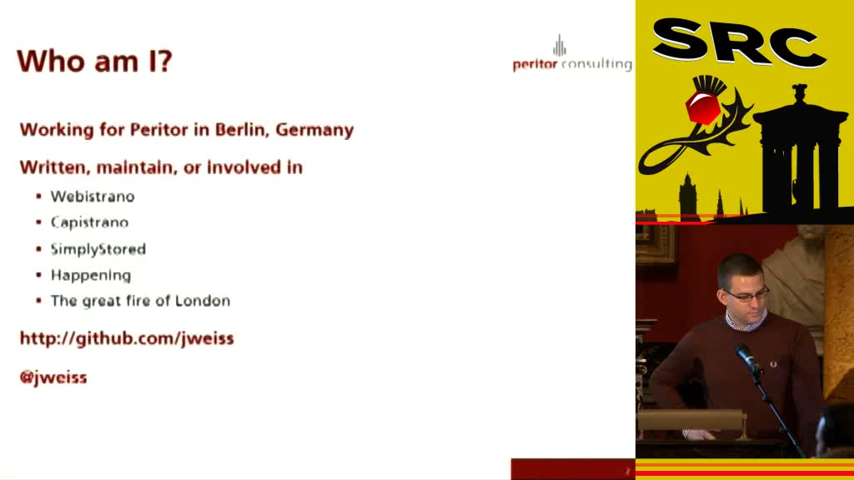 Who am I?
peritor consulting
Working for Peritor in Berlin, Germany
Written, maintain, or involved in
Webistrano
Capistrano
SimplyStored
Happening
The great fire of London
http://github.com/jweiss
@jweiss
SRC